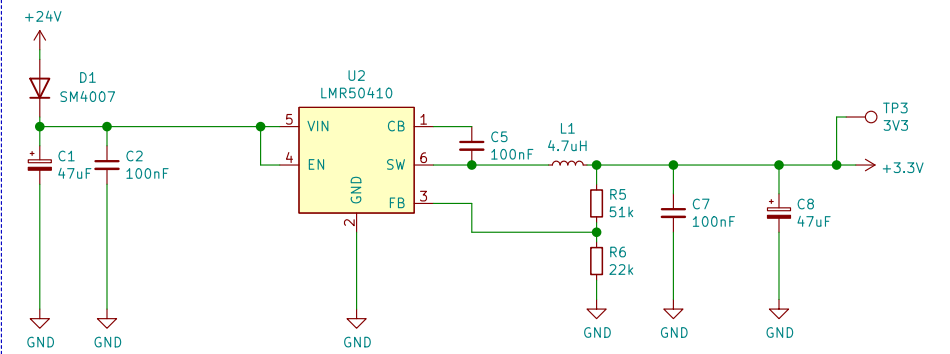 +24V
D1
SM4007
U2
LMR50410
TP3
3V3
5
VIN
CB
1
C5
100nF
L1
4.7uH
C1
47uF
C2
100nF
4
EN
SW
6
+3.3V
GND
FB
3
R5
51k
C7
100nF
C8
47uF
2
R6
22k
GND
GND
GND
GND
GND
GND
+
+